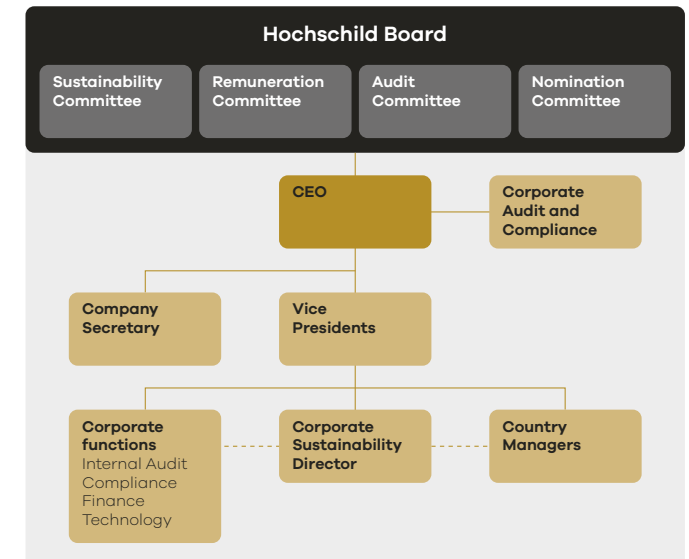 Hochschild Board
Sustainability
Committee
Remuneration
Committee
Audit
Committee
Nomination
Committee
CEO
Corporate
Audit and
Compliance
Company
Secretary
Vice
Presidents
Corporate
functions
Internal Audit
Compliance
Finance
Technology
Corporate
Sustainability
Director
Country
Managers